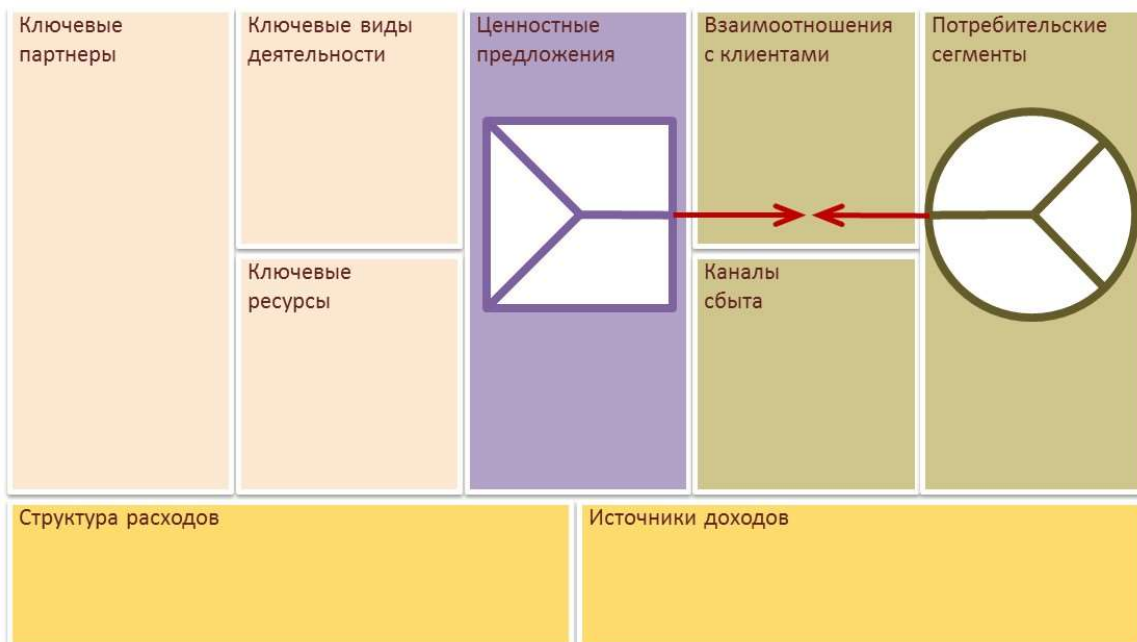 Ключевые
партнеры
Ключевые виды
деятельности
Ключевые
ресурсы
Ценностные
предложения
Взаимоотношения
с клиентами
Каналы
сбыта
Потребительские
сегменты
Структура расходов
Источники доходов